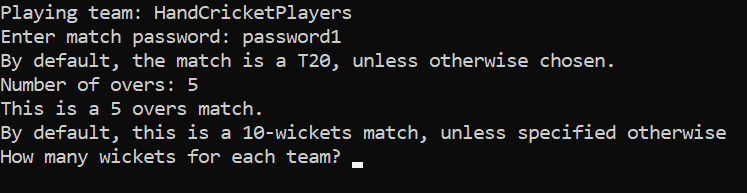 Playing team: HandCricketPlayers
Enter match password: password1
By default, the match is a T20, unless otherwise chosen.
Number of overs: 5
This is a 5 overs match.
By default, this is a 10-wickets match, unless specified otherwise
How many wickets for each team?